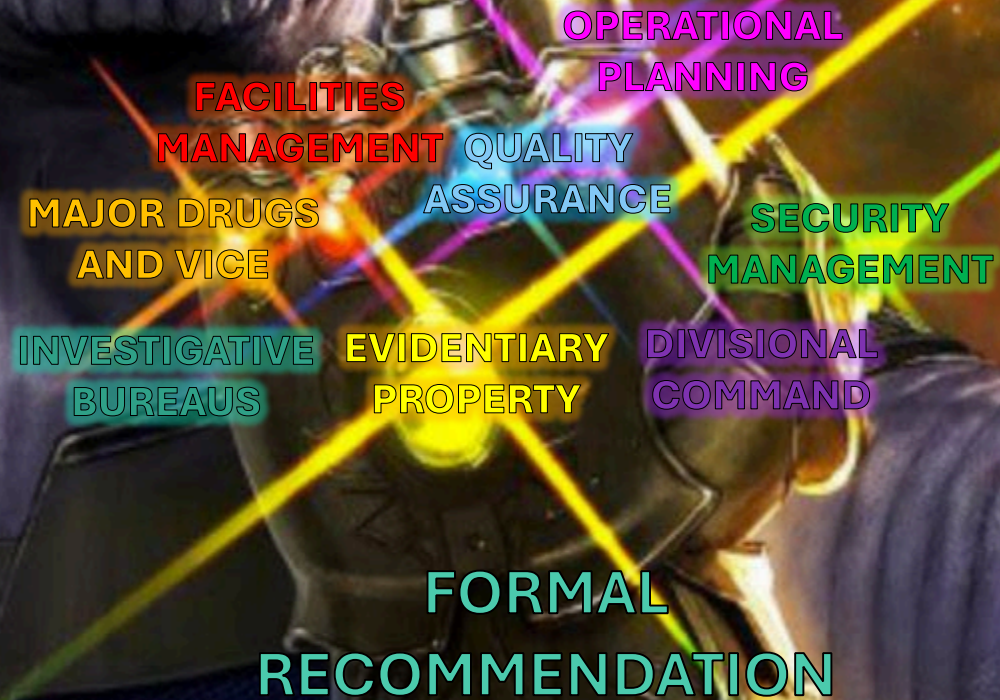 OPERATIONAL
PLANNING
FACILITIES
MANAGEMENT
QUALITY
ASSURANCE
MAJOR DRUGS
AND VICE
SECURITY
MANAGEMENT
INVESTIGATIVE
BUREAUS
EVIDENTIARY
PROPERTY
DIVISIONAL
COMMAND
FORMAL
RECOMMENDATION